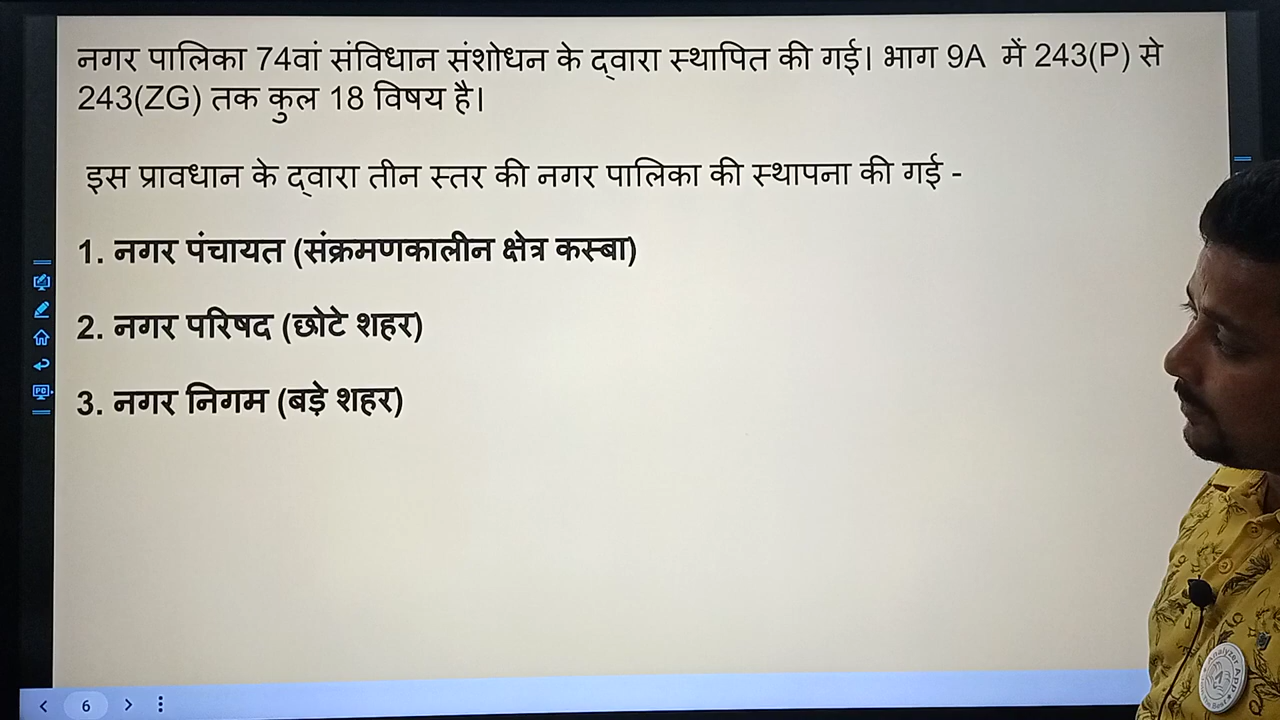 नगर पालिका 74वां संविधान संशोधन के द्वारा स्थापित की गई। भाग 9A में 243(P) से
243(ZG) तक कुल 18 विषय है।
इस प्रावधान के द्वारा तीन स्तर की नगर पालिका की स्थापना की गई -
1. नगर पंचायत (संक्रमणकालीन क्षेत्र कस्बा)
2. नगर परिषद (छोटे शहर)
3. नगर निगम (बड़े शहर)
6